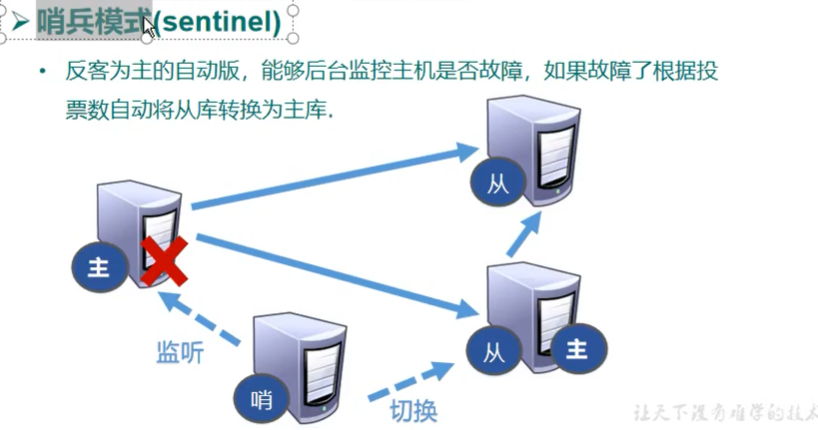 ➢ 哨兵模式(sentinel)
• 反客为主的自动版，能够后台监控主机是否故障，如果故障了根据投
票数自动将从库转换为主库.
从
主
监听
从
主
哨
切换
让天下没有难学的技术